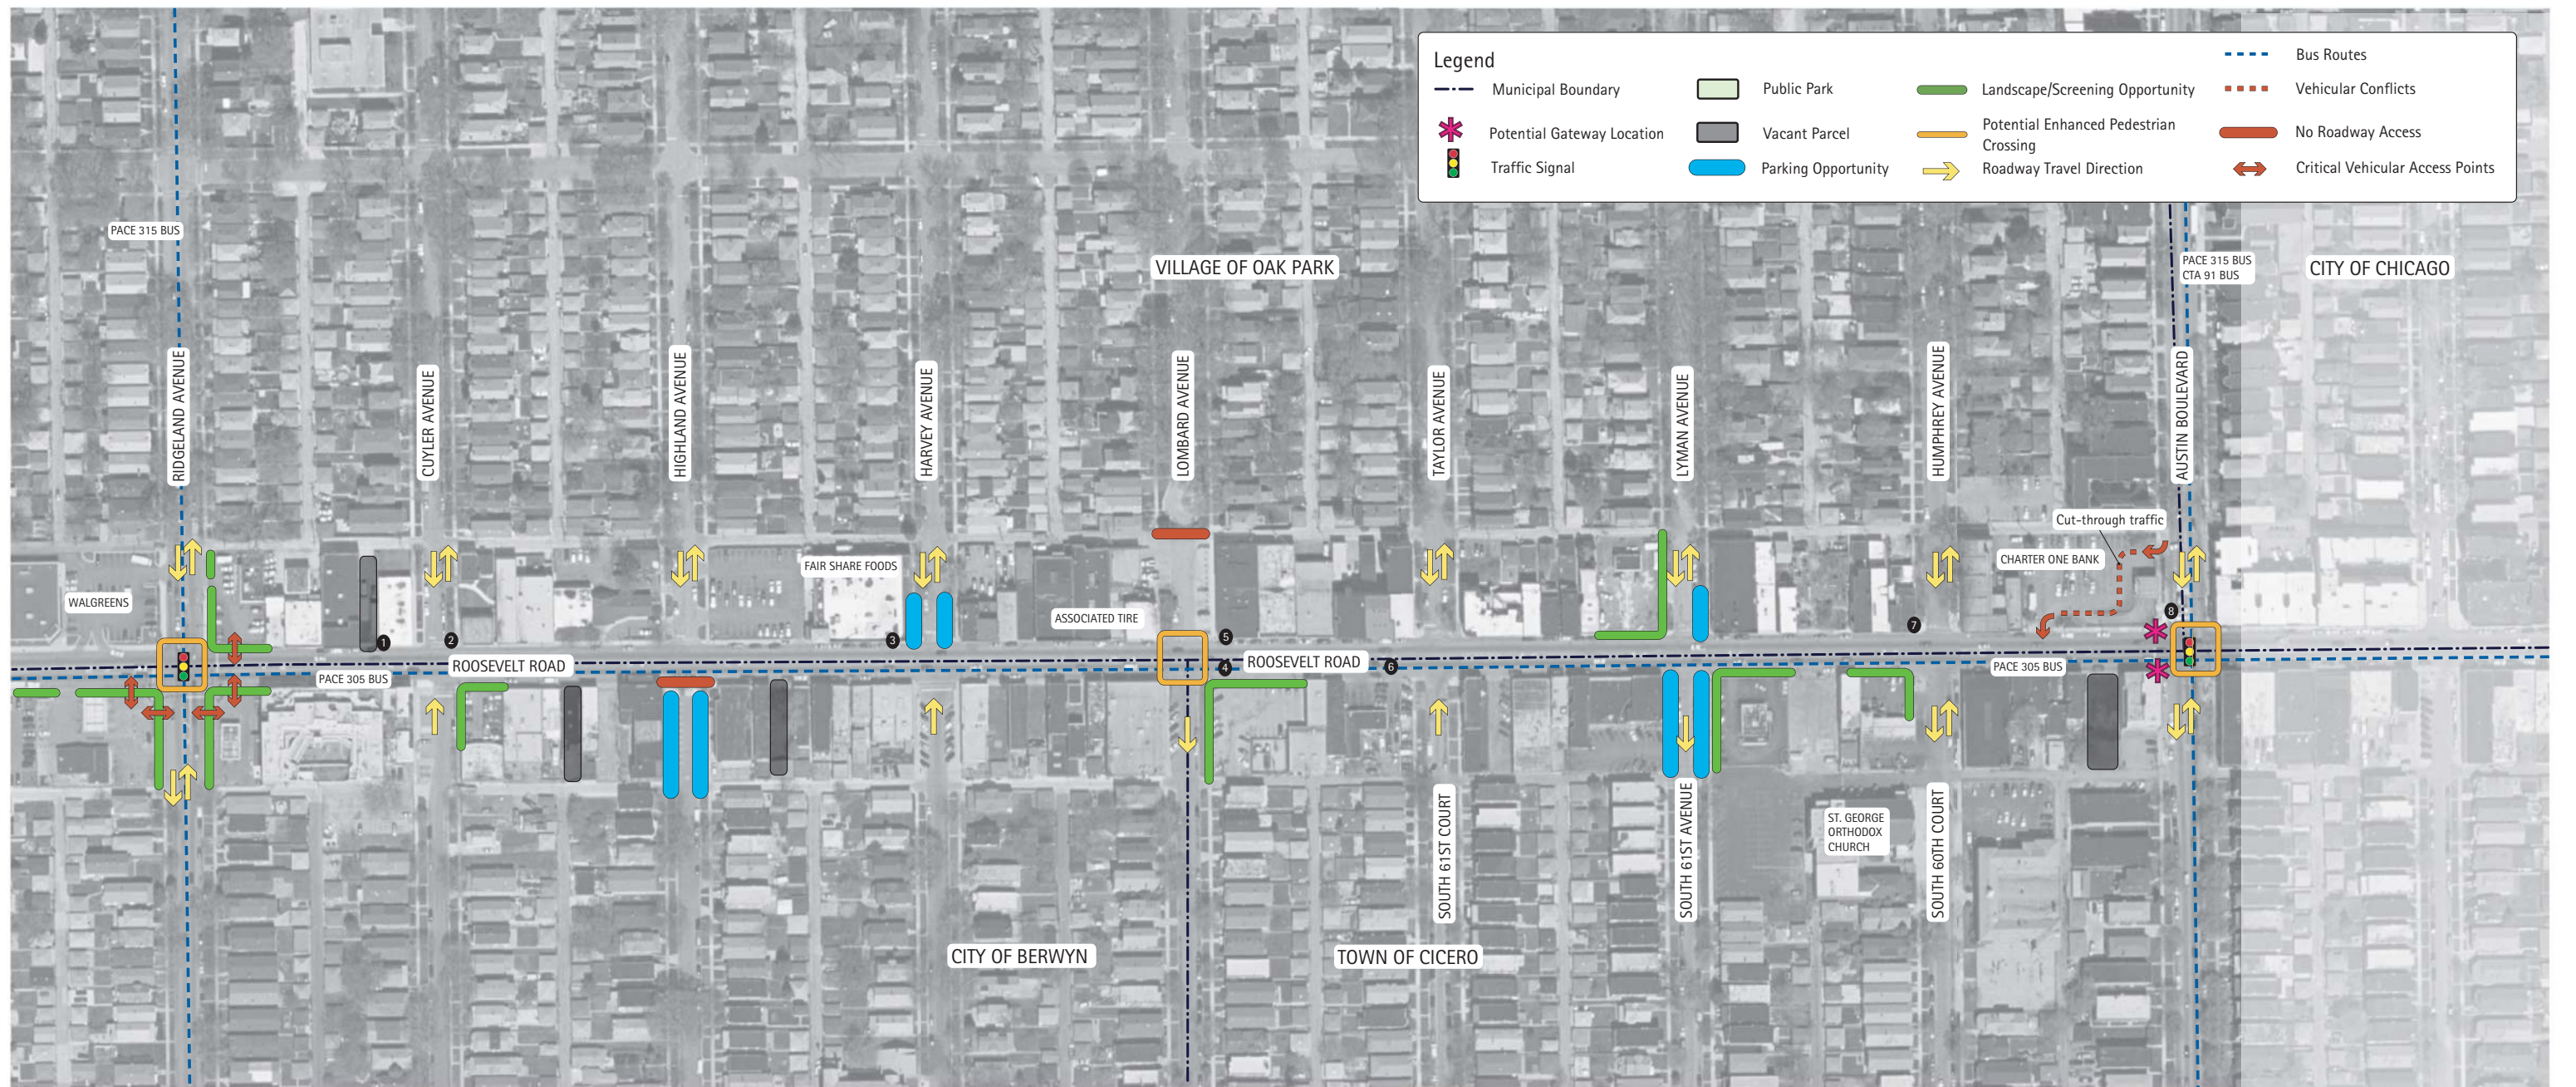 Legend
Municipal Boundary
Potential Gateway Location
Traffic Signal
Public Park
Vacant Parcel
Parking Opportunity
Landscape/Screening Opportunity
Potential Enhanced Pedestrian
Crossing
Roadway Travel Direction
Bus Routes
Vehicular Conflicts
No Roadway Access
Critical Vehicular Access Points
PACE 315 BUS
VILLAGE OF OAK PARK
PACE 315 BUS
CTA 91 BUS
CITY OF CHICAGO
RIDGELAND AVENUE
CUYLER AVENUE
HIGHLAND AVENUE
HARVEY AVENUE
LOMBARD AVENUE
TAYLOR AVENUE
LYMAN AVENUE
HUMPHREY AVENUE
AUSTIN BOULEVARD
Cut-through traffic
CHARTER ONE BANK
FAIR SHARE FOODS
WALGREENS
ASSOCIATED TIRE
1
2
3
5
7
8
ROOSEVELT ROAD
4
ROOSEVELT ROAD
6
PACE 305 BUS
PACE 305 BUS
SOUTH 61ST COURT
SOUTH 61ST AVENUE
ST. GEORGE
ORTHODOX
CHURCH
SOUTH 60TH COURT
CITY OF BERWYN
TOWN OF CICERO